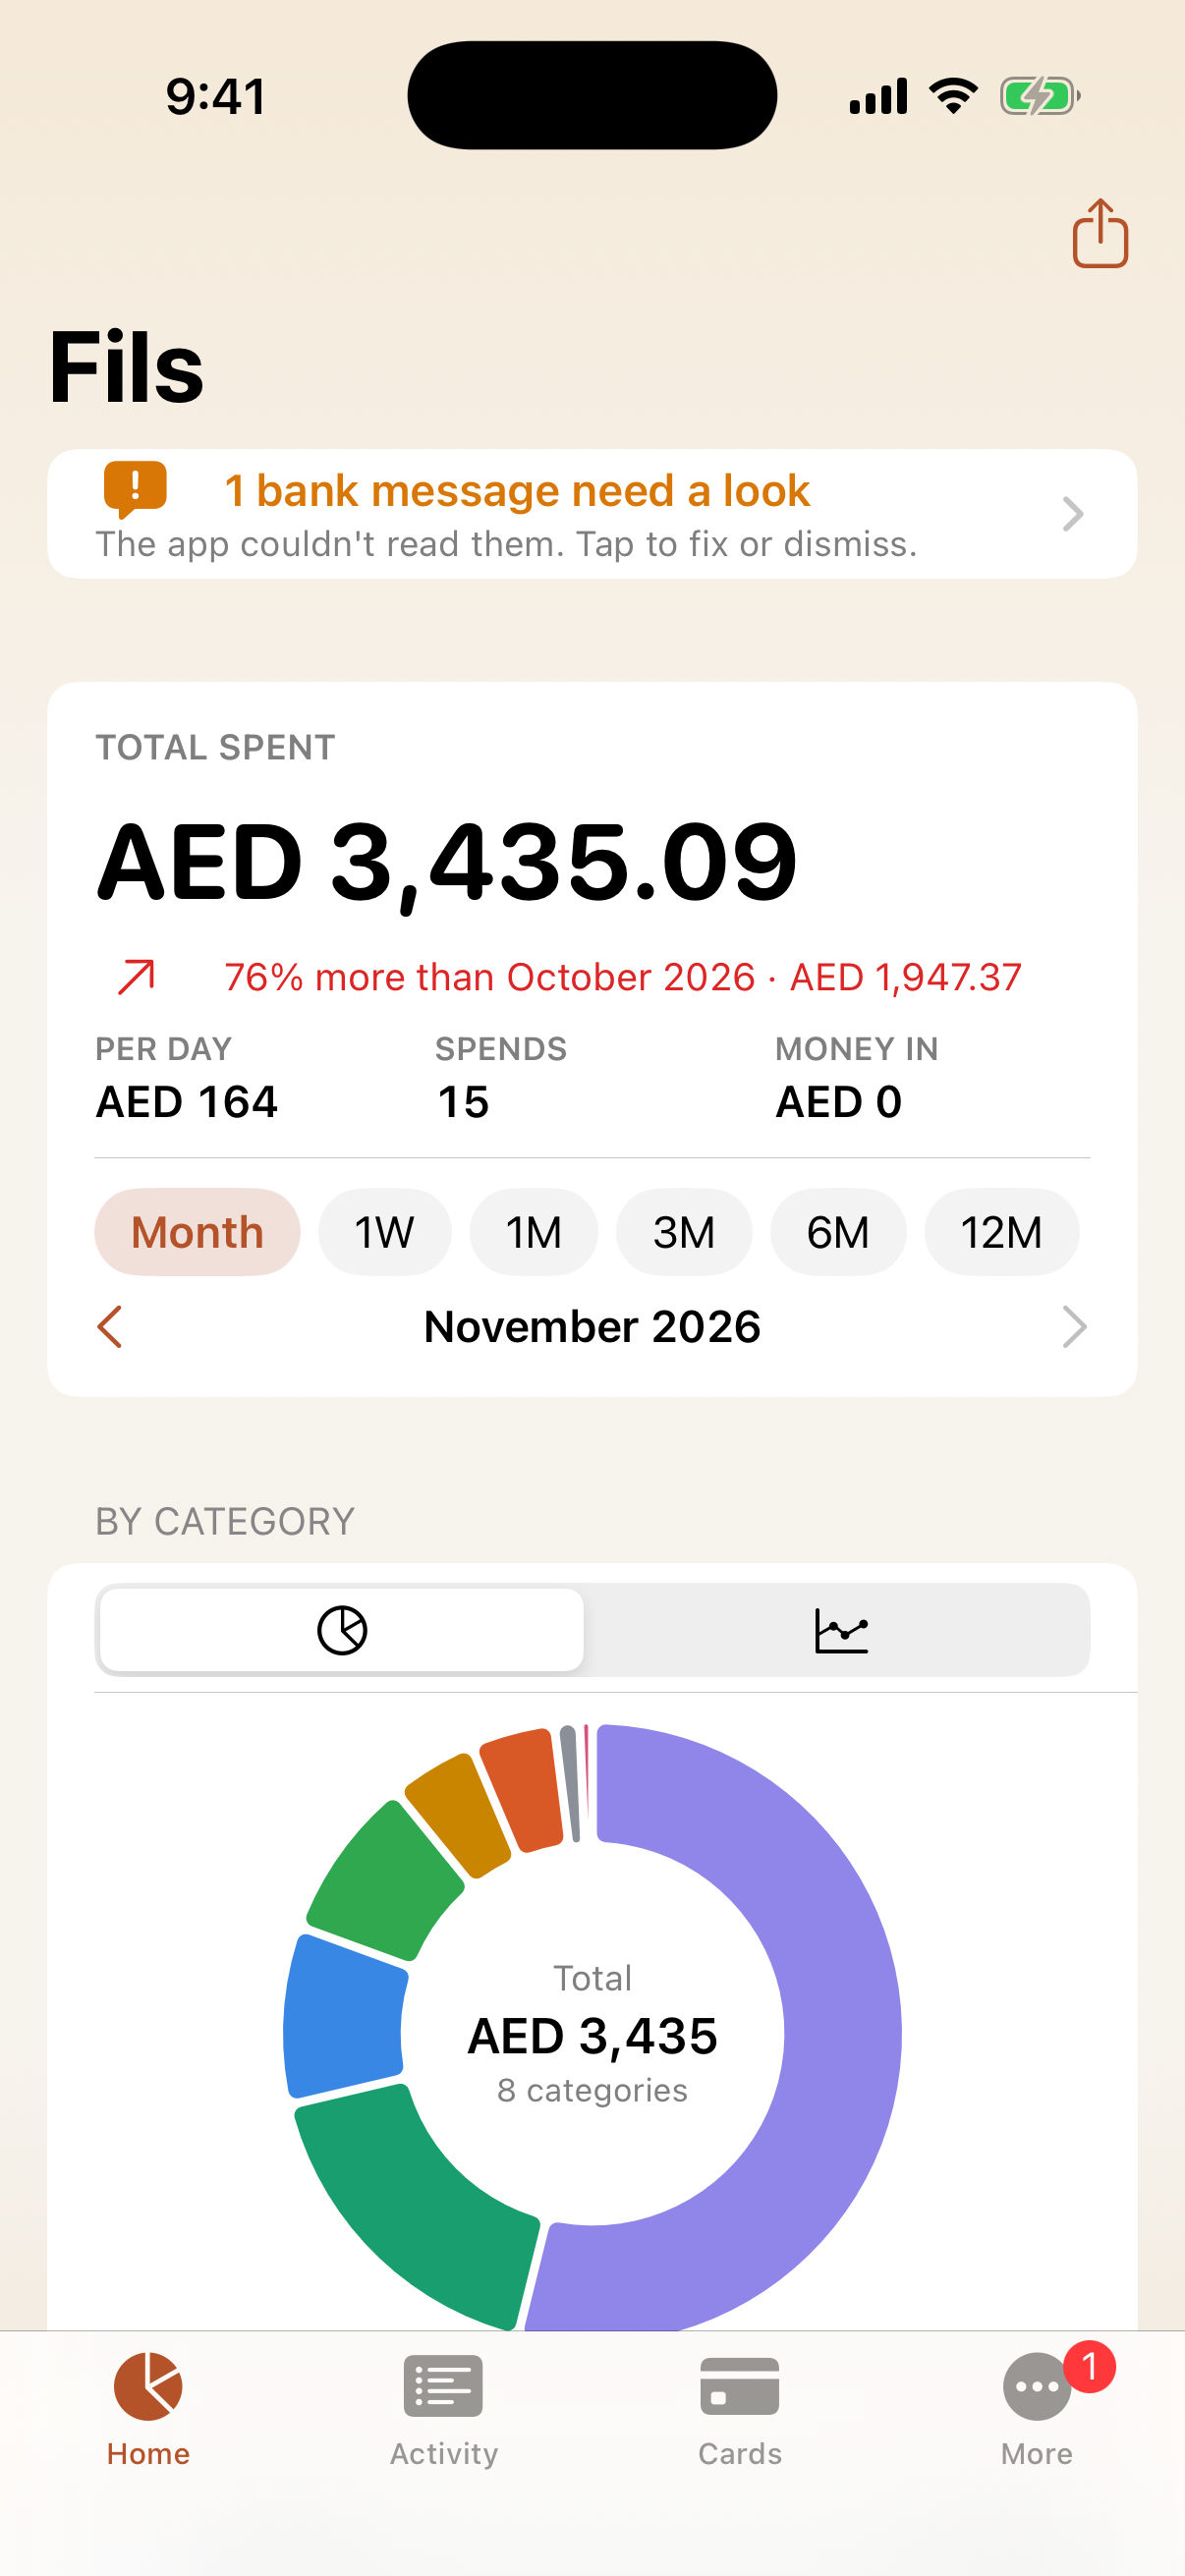 9:41
Fils
1 bank message need a look
The app couldn't read them. Tap to fix or dismiss.
TOTAL SPENT
AED 3,435.09
76% more than October 2026 · AED 1,947.37
PER DAY SPENDS MONEY IN
AED 164 15 AED 0
Month 1W 1M 3M 6M 12M
November 2026
BY CATEGORY
Total
AED 3,435
8 categories
1
Home Activity Cards More